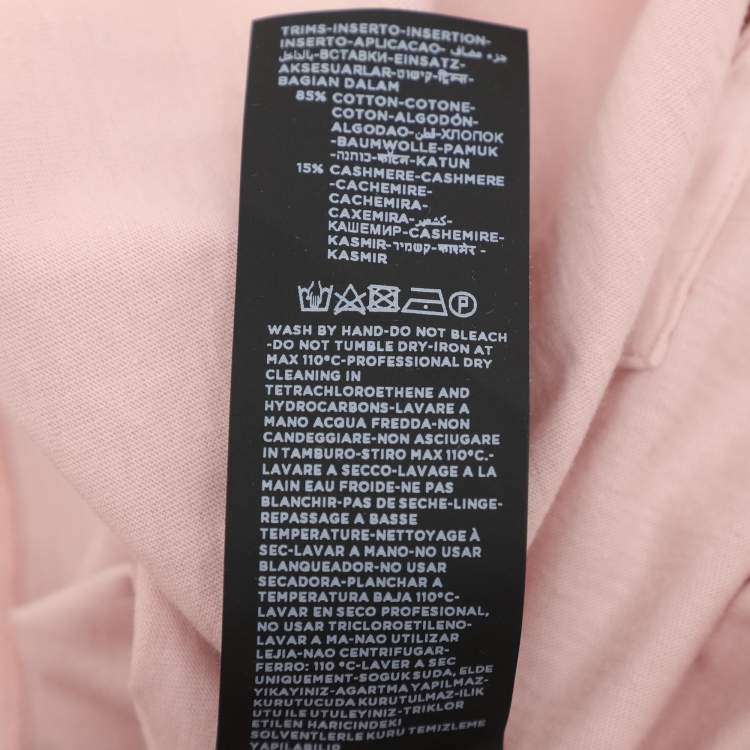 TRIMS-INSERTO-INSERTION-
INSERTO-APLICACAO-جزء مضاف
بالداخل-ВСТАВКИ-EINSATZ-
AKSESUARLAR-קישוט-हिस्सा-
BAGIAN DALAM
85% COTTON-COTONE-
COTON-ALGODÓN-
ALGODAO-قطن-ХЛОПОК
-BAUMWOLLE-PAMUK
-כותנה-कॉटन-KATUN
15% CASHMERE-CASHMERE
-CACHEMIRE-
CACHEMIRA-
CAXEMIRA-كشمير-
КАШЕМИР-CASHEMIRE-
KASMIR-קשמיר-कश्मीर-
KASMIR
P
WASH BY HAND-DO NOT BLEACH
-DO NOT TUMBLE DRY-IRON AT
MAX 110°C-PROFESSIONAL DRY
CLEANING IN
TETRACHLOROETHENE AND
HYDROCARBONS-LAVARE A
MANO ACQUA FREDDA-NON
CANDEGGIARE-NON ASCIUGARE
IN TAMBURO-STIRO MAX 110°C.-
LAVARE A SECCO-LAVAGE A LA
MAIN EAU FROIDE-NE PAS
BLANCHIR-PAS DE SECHE-LINGE-
REPASSAGE A BASSE
TEMPERATURE-NETTOYAGE À
SEC-LAVAR A MANO-NO USAR
BLANQUEADOR-NO USAR
SECADORA-PLANCHAR A
TEMPERATURA BAJA 110°C-
LAVAR EN SECO PROFESIONAL,
NO USAR TRICLOROETILENO-
LAVAR A MA-NAO UTILIZAR
LEJIA-NAO CENTRIFUGAR-
FERRO: 110 °C-LAVER A SEC
UNIQUEMENT-SOGUK SUDA, ELDE
YIKAYINIZ-AGARTMA YAPILMAZ-
KURUTUCUDA KURUTULMAZ-ILIK
UTU ILE UTULEYINIZ-TRIKLOR
ETILEN HARICINDEKI
SOLVENTLERLE KURU TEMIZLEME
YAPILABILIR